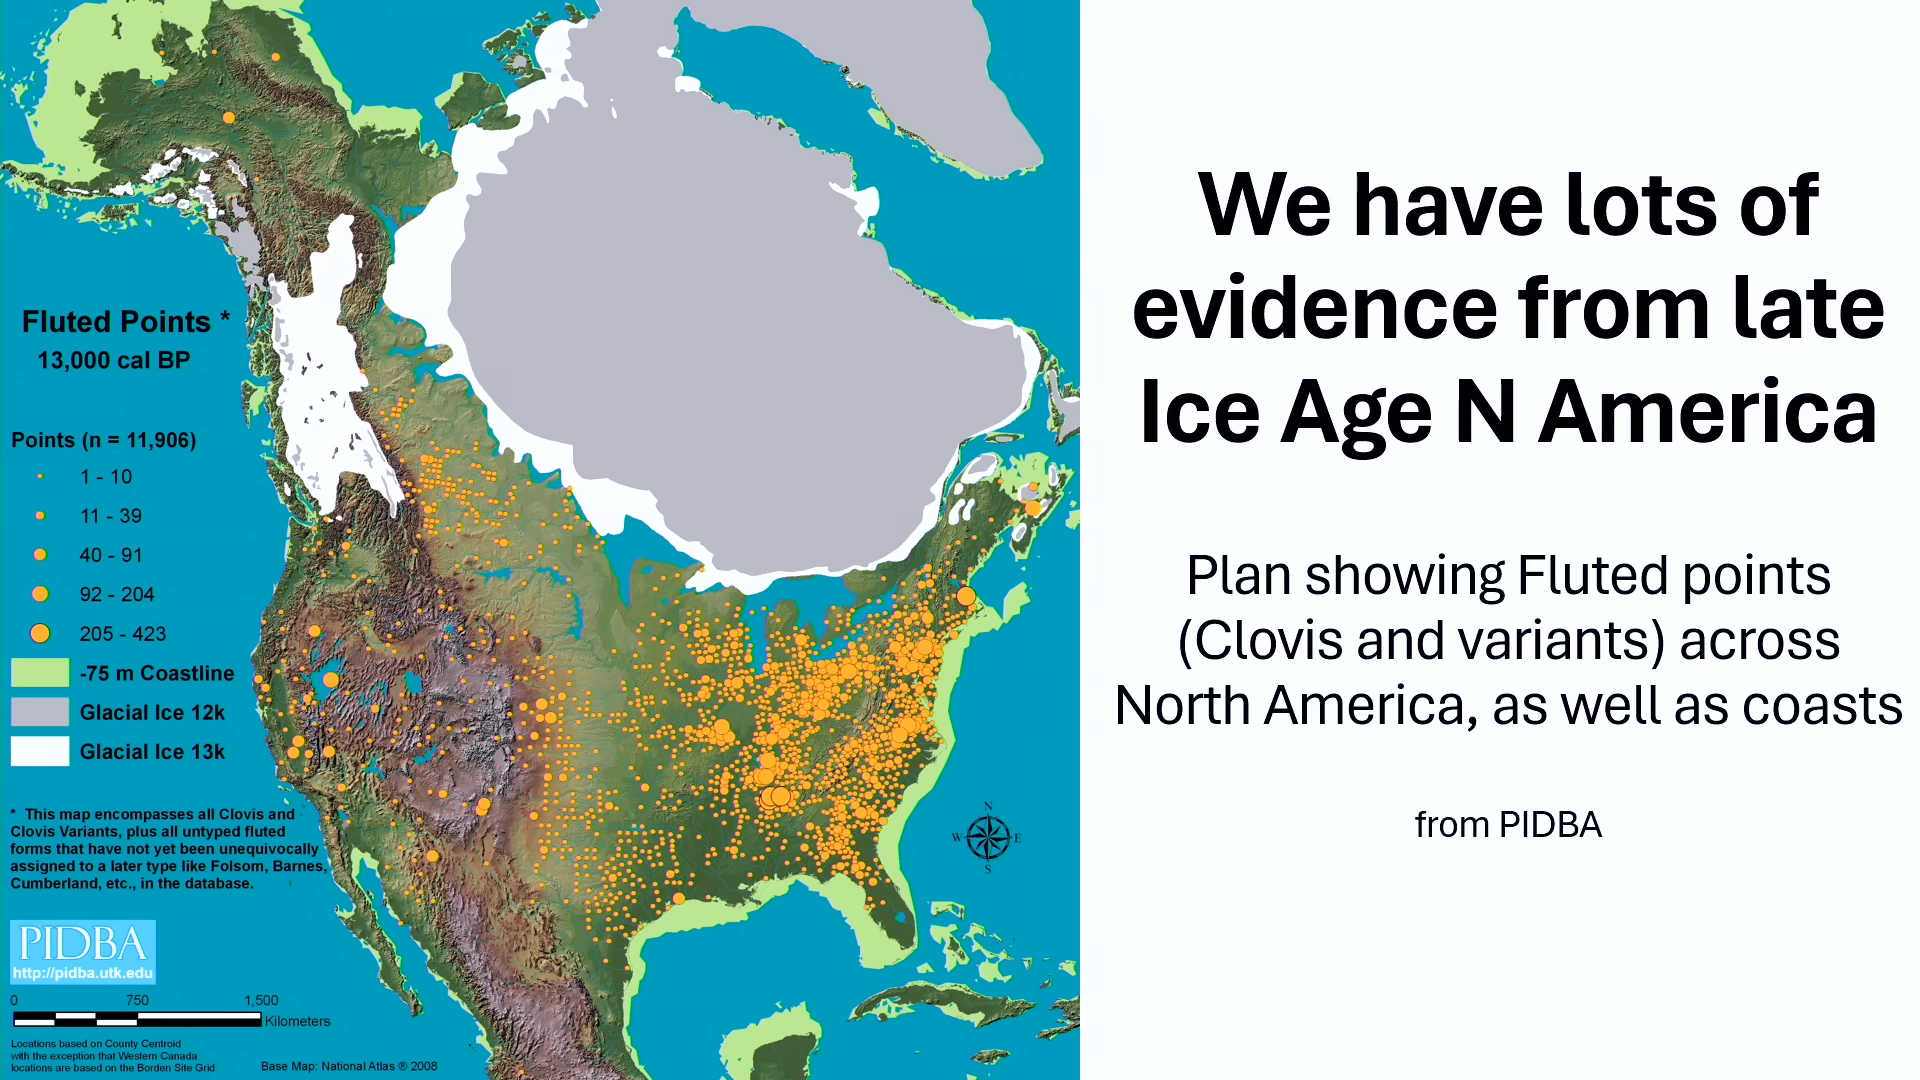 Fluted Points *
13,000 cal BP
Points (n = 11,906)
1 - 10
11 - 39
40 - 91
92 - 204
205 - 423
-75 m Coastline
Glacial Ice 12k
Glacial Ice 13k
* This map encompasses all Clovis and
Clovis Variants, plus all untyped fluted
forms that have not yet been unequivocally
assigned to a later type like Folsom, Barnes,
Cumberland, etc., in the database.
PIDBA
http://pidba.utk.edu
0 750 1,500
Kilometers
Locations based on County Centroid
with the exception that Western Canada
locations are based on the Borden Site Grid
Base Map: National Atlas ® 2008
N
W E
S
We have lots of
evidence from late
Ice Age N America
Plan showing Fluted points
(Clovis and variants) across
North America, as well as coasts
from PIDBA